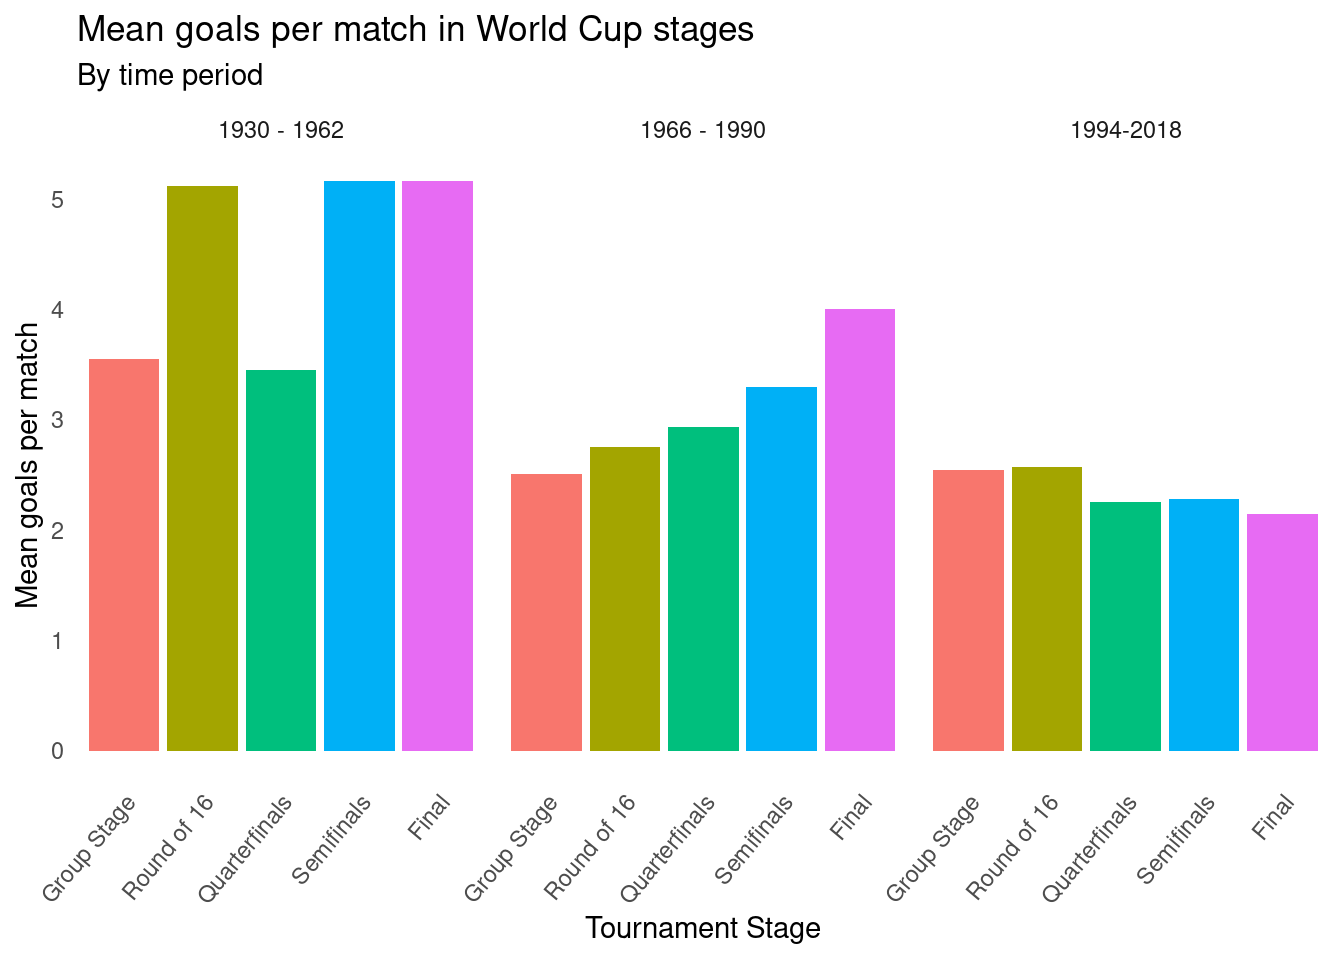 Mean goals per match in World Cup stages
By time period
1930 - 1962
1966 - 1990
1994-2018
Mean goals per match
5
4
3
2
1
0
Group Stage
Round of 16
Quarterfinals
Semifinals
Final
Group Stage
Round of 16
Quarterfinals
Semifinals
Final
Group Stage
Round of 16
Quarterfinals
Semifinals
Final
Tournament Stage